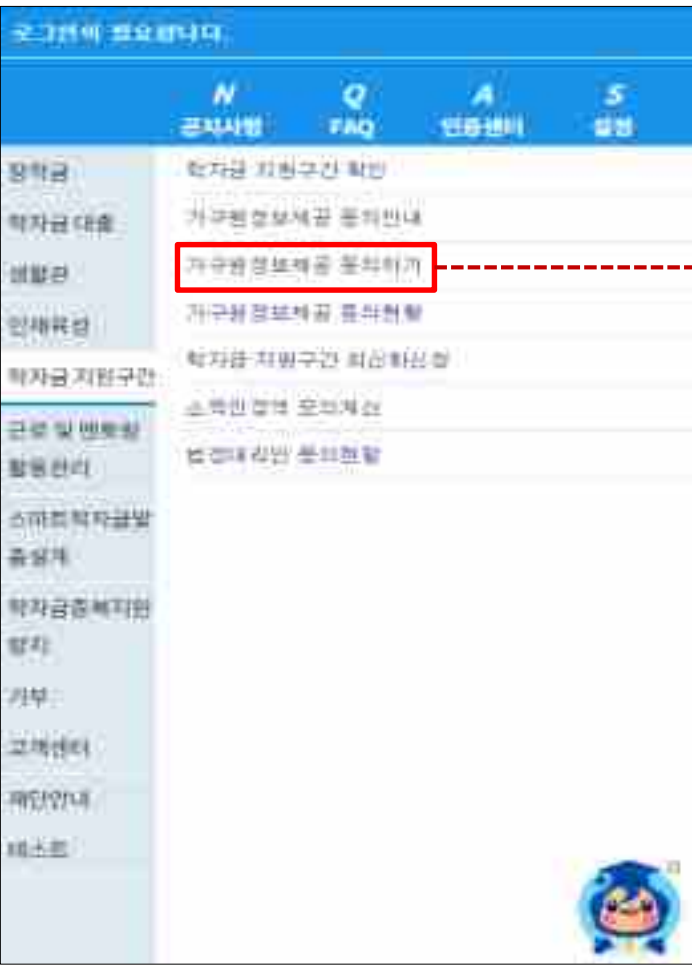 로그인이 필요합니다.
N Q A S
공지사항 FAQ 인증센터 설정
장학금
학자금 대출
생활관
인재육성
학자금 지원구간
근로 및 멘토링
활동관리
스마트학자금맞
춤설계
학자금중복지원
방지
기부
고객센터
재단안내
테스트
학자금 지원구간 확인
가구원정보제공 동의안내
가구원정보제공 동의하기
가구원정보제공 동의현황
학자금 지원구간 최신화신청
소득인정액 모의계산
법정대리인 동의현황